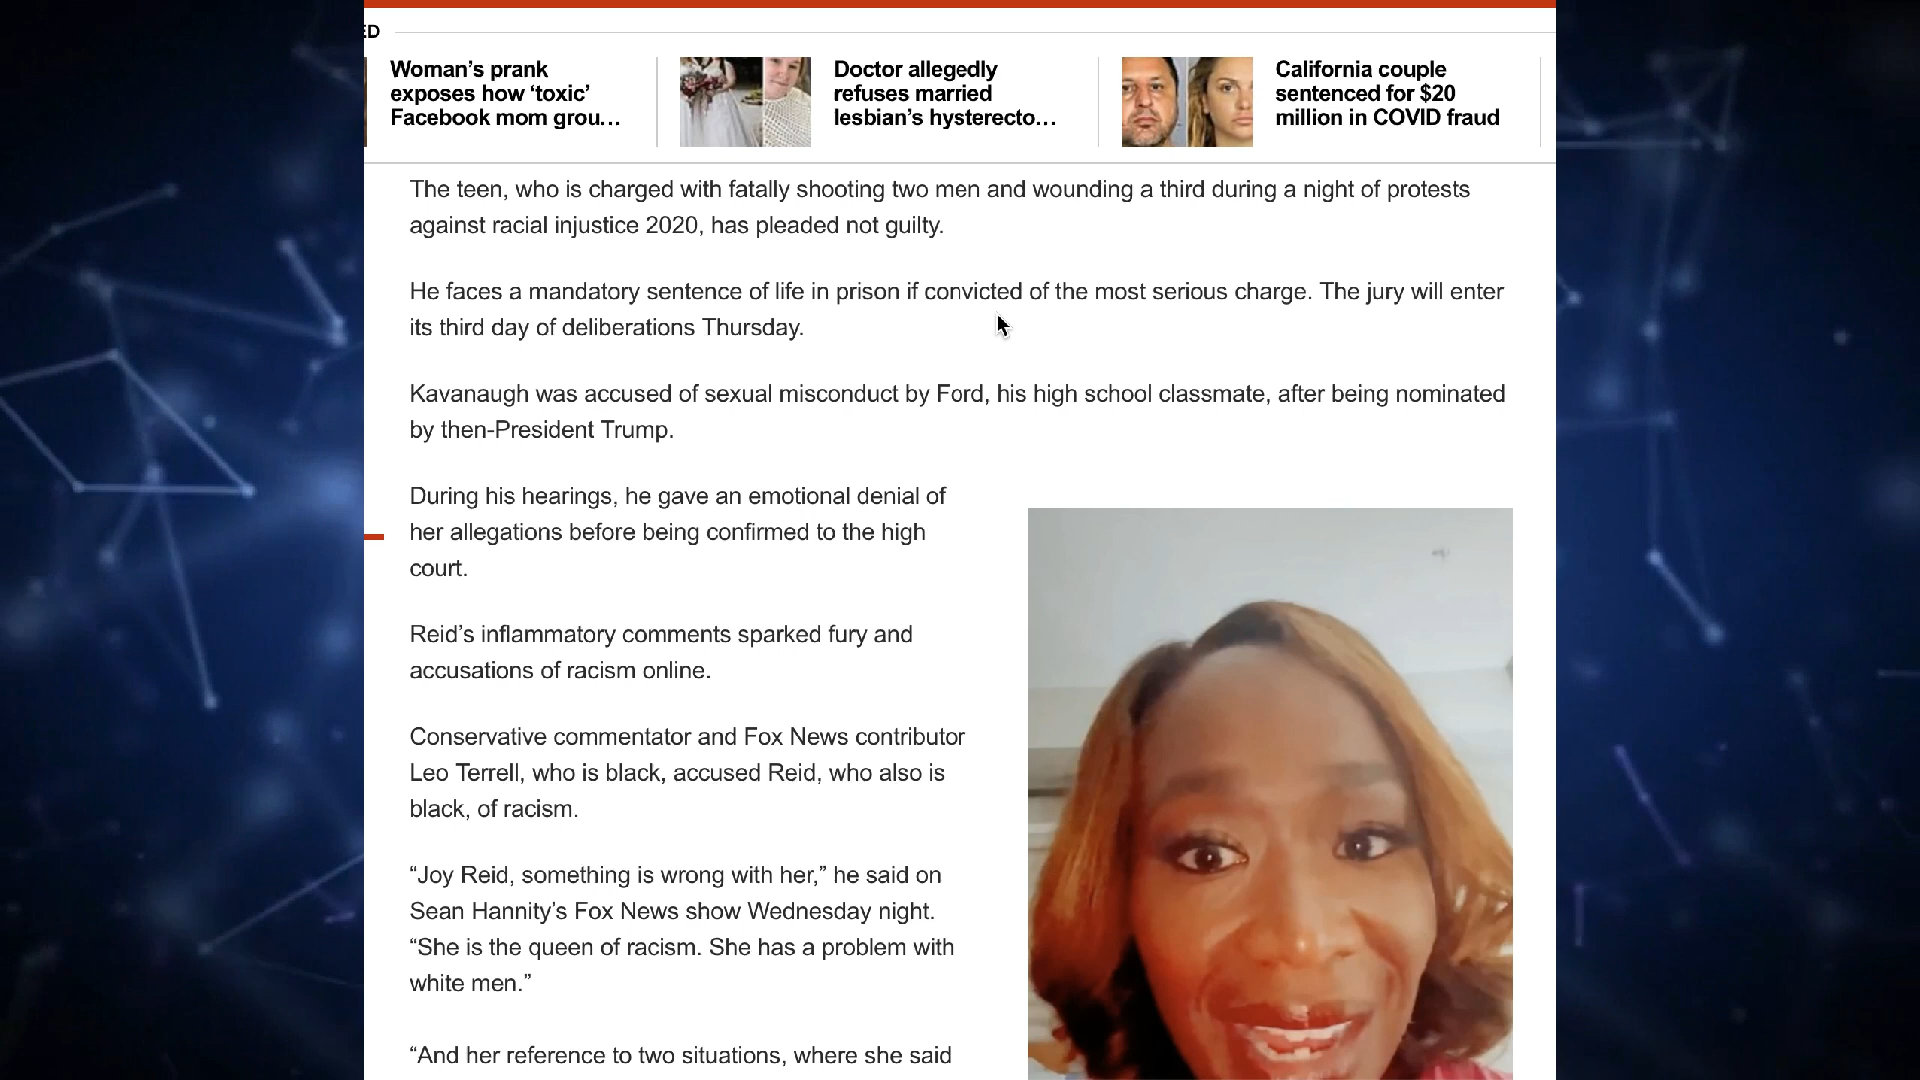 ED
Woman’s prank
exposes how ‘toxic’
Facebook mom grou…
Doctor allegedly
refuses married
lesbian’s hysterecto…
California couple
sentenced for $20
million in COVID fraud
The teen, who is charged with fatally shooting two men and wounding a third during a night of protests
against racial injustice 2020, has pleaded not guilty.
He faces a mandatory sentence of life in prison if convicted of the most serious charge. The jury will enter
its third day of deliberations Thursday.
Kavanaugh was accused of sexual misconduct by Ford, his high school classmate, after being nominated
by then-President Trump.
During his hearings, he gave an emotional denial of
her allegations before being confirmed to the high
court.
Reid’s inflammatory comments sparked fury and
accusations of racism online.
Conservative commentator and Fox News contributor
Leo Terrell, who is black, accused Reid, who also is
black, of racism.
“Joy Reid, something is wrong with her,” he said on
Sean Hannity’s Fox News show Wednesday night.
“She is the queen of racism. She has a problem with
white men.”
“And her reference to two situations, where she said